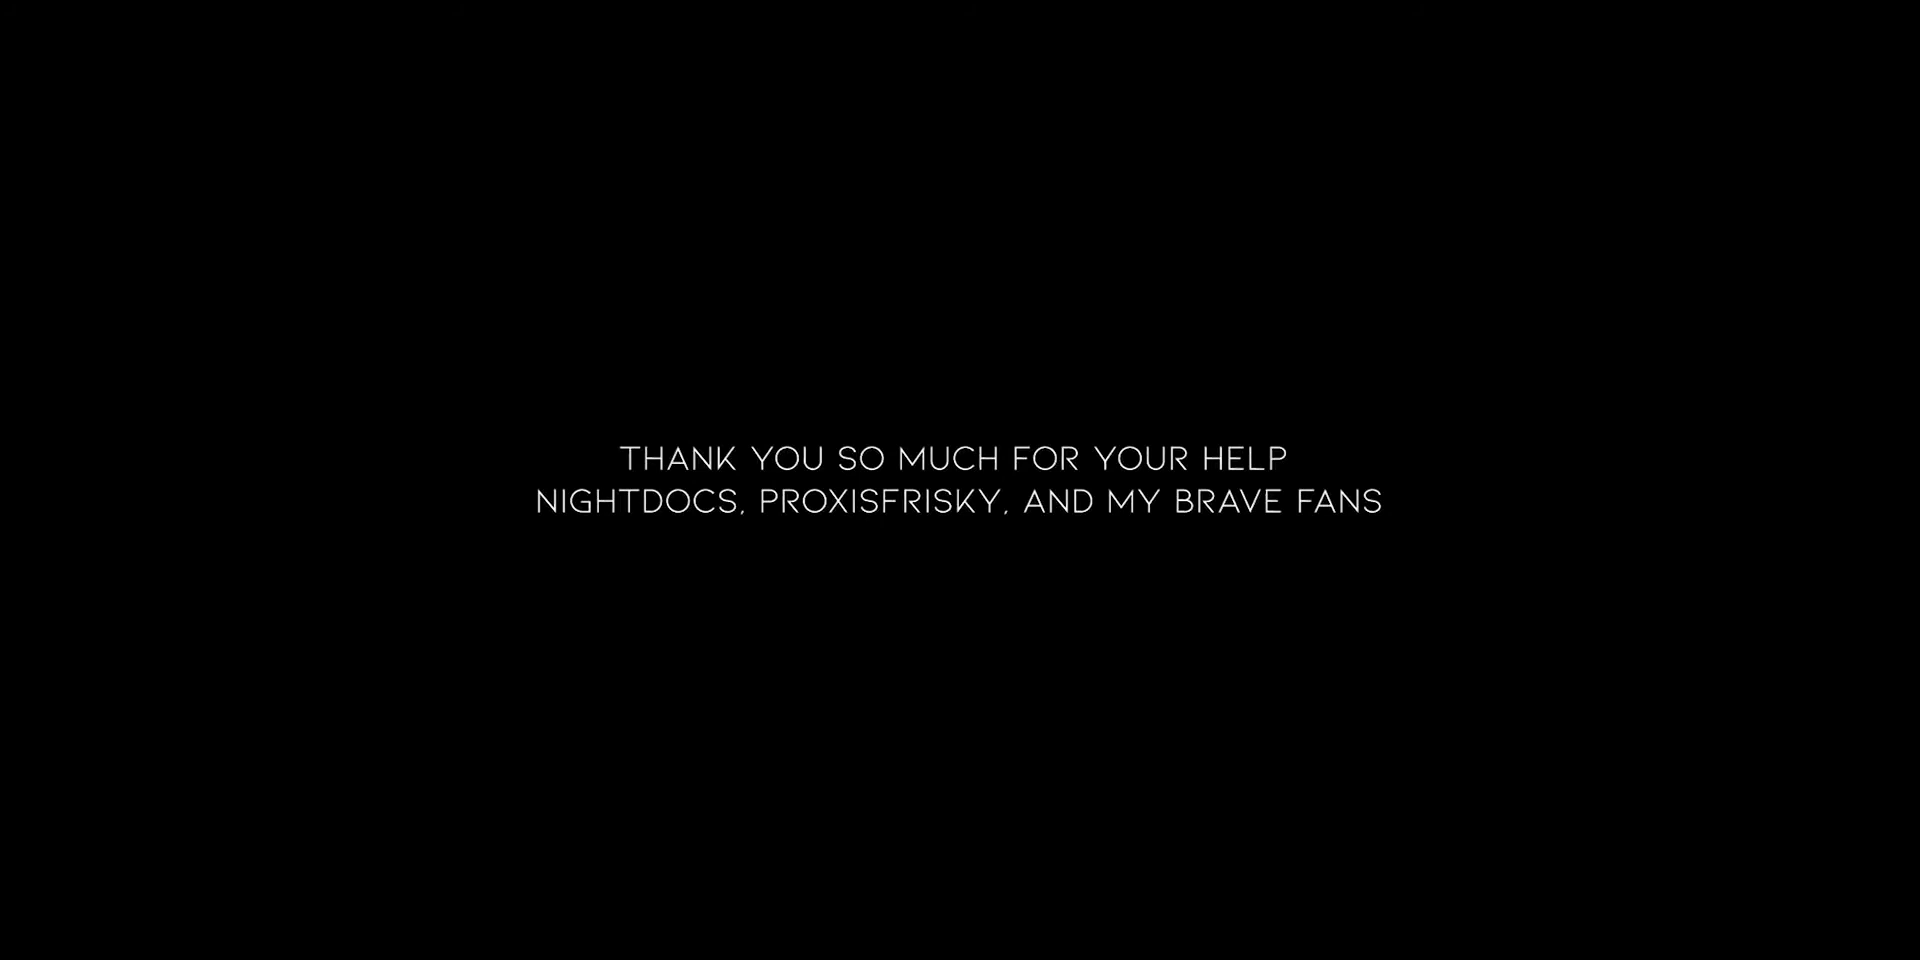 THANK YOU SO MUCH FOR YOUR HELP
NIGHTDOCS, PROXISFRISKY, AND MY BRAVE FANS